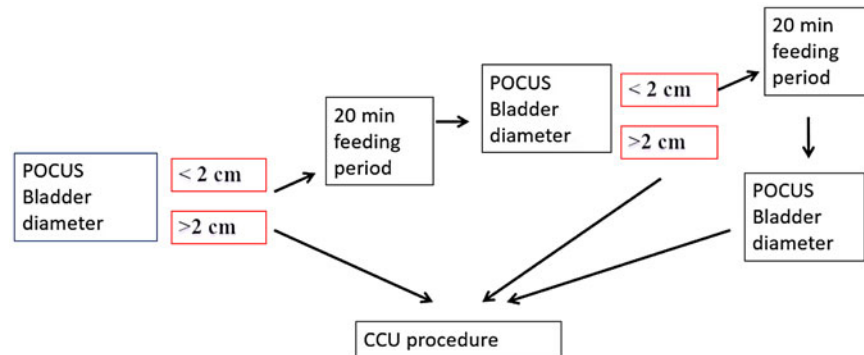 POCUS
Bladder
diameter
< 2 cm
>2 cm
20 min
feeding
period
POCUS
Bladder
diameter
< 2 cm
>2 cm
20 min
feeding
period
POCUS
Bladder
diameter
CCU procedure